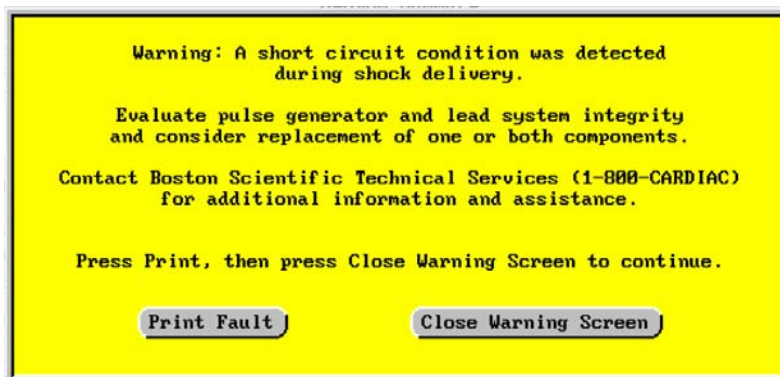 Warning: A short circuit condition was detected
during shock delivery.
Evaluate pulse generator and lead system integrity
and consider replacement of one or both components.
Contact Boston Scientific Technical Services (1-800-CARDIAC)
for additional information and assistance.
Press Print, then press Close Warning Screen to continue.
Print Fault
Close Warning Screen